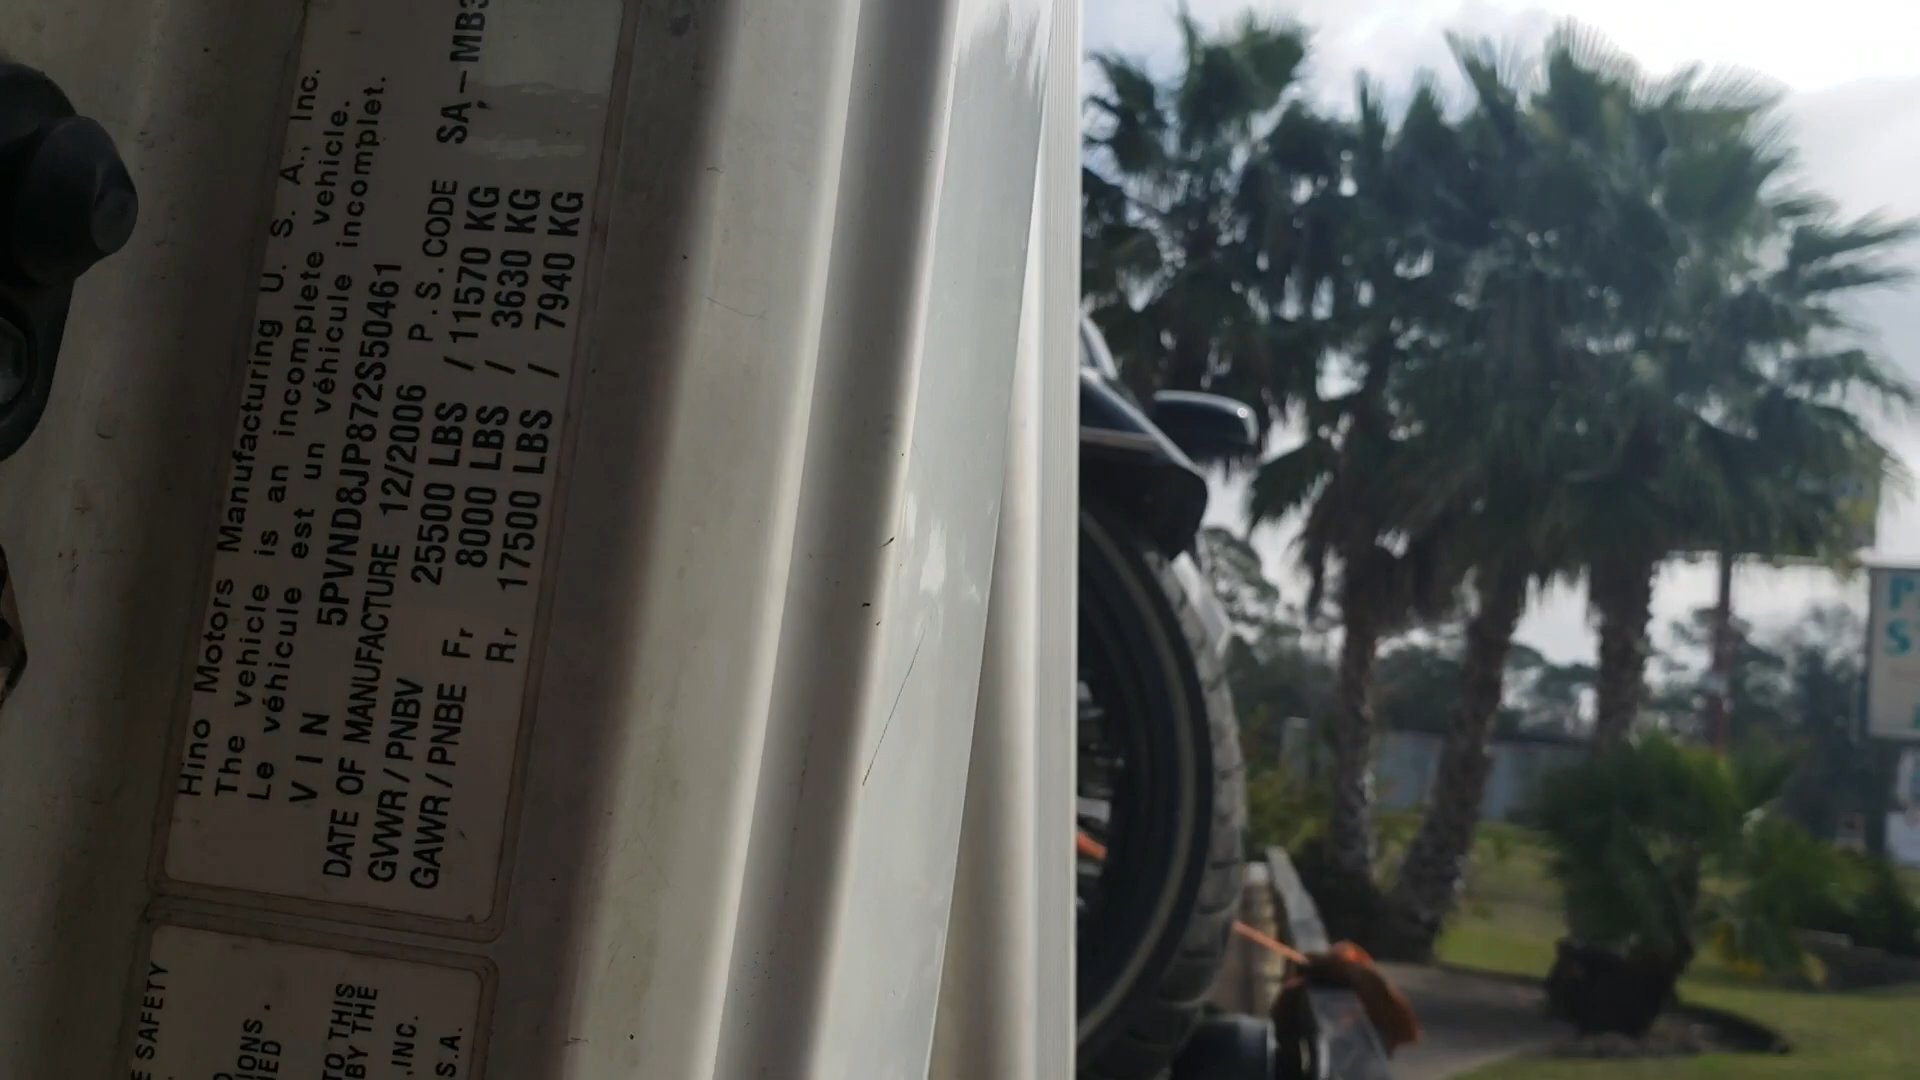 Hino Motors Manufacturing U. S. A., Inc.
The vehicle is an incomplete vehicle.
Le véhicule est un véhicule incomplet.
V I N 5PVND8JP872S50461
DATE OF MANUFACTURE 12/2006 P.S.CODE SA-MB
GVWR/PNBV 25500 LBS / 11570 KG
GAWR/PNBE Fr 8000 LBS / 3630 KG
Rr 17500 LBS / 7940 KG
SAFETY
TO THIS
BY THE
,INC.
S.A.
P
S